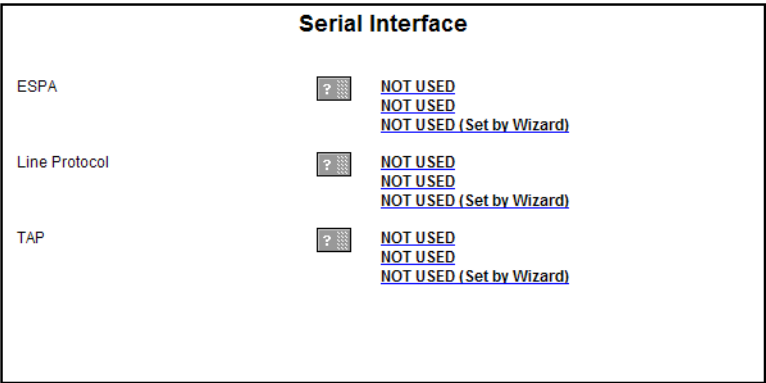 Serial Interface
ESPA ? NOT USED
NOT USED
NOT USED (Set by Wizard)
Line Protocol ? NOT USED
NOT USED
NOT USED (Set by Wizard)
TAP ? NOT USED
NOT USED
NOT USED (Set by Wizard)